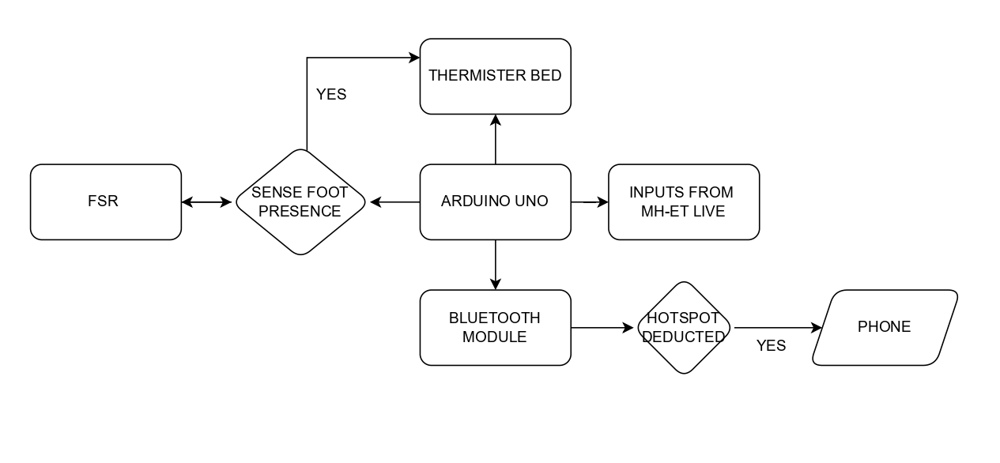 THERMISTER BED
YES
FSR
SENSE FOOT
PRESENCE
ARDUINO UNO
INPUTS FROM
MH-ET LIVE
BLUETOOTH
MODULE
HOTSPOT
DEDUCTED
YES
PHONE